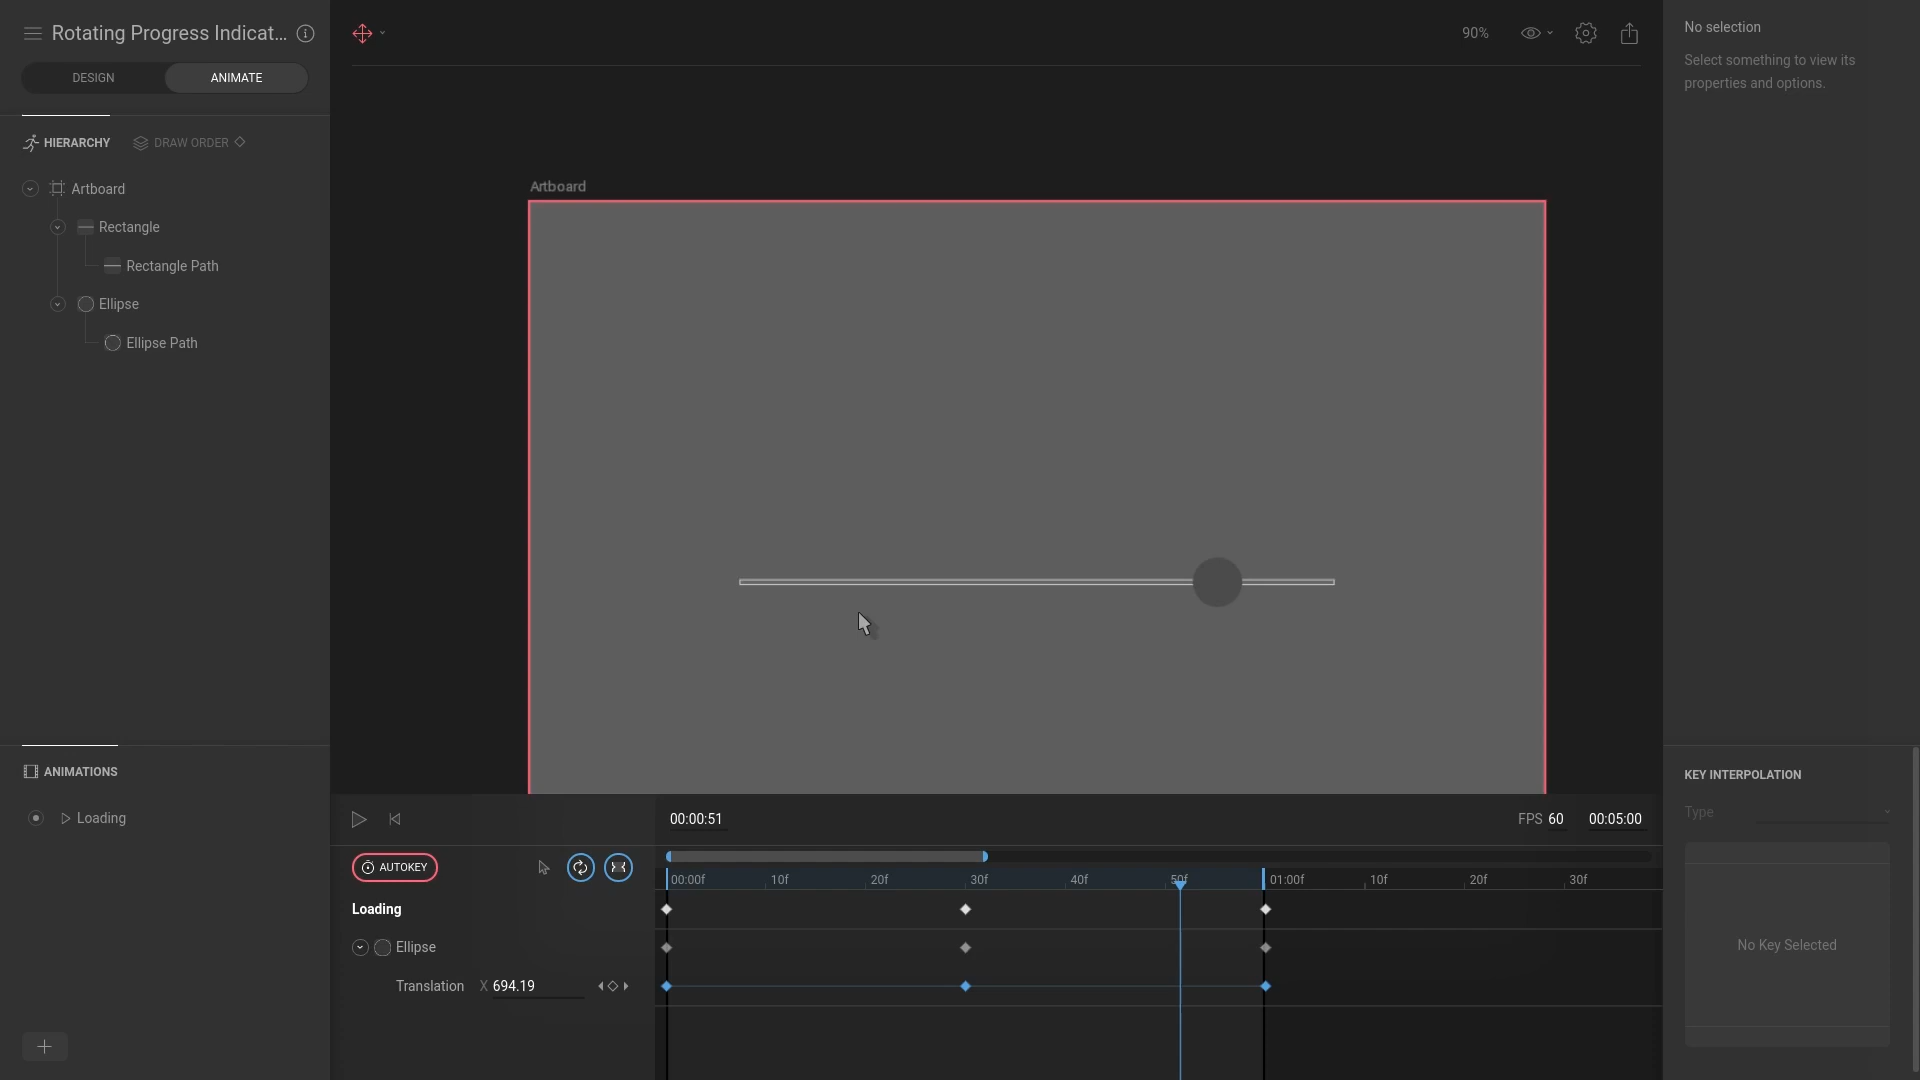 Rotating Progress Indicat...
DESIGN
ANIMATE
HIERARCHY
DRAW ORDER
Artboard
Rectangle
Rectangle Path
Ellipse
Ellipse Path
ANIMATIONS
Loading
90%
Artboard
No selection
Select something to view its
properties and options.
00:00:51
FPS 60
00:05:00
AUTOKEY
00:00f 10f 20f 30f 40f 50f 01:00f 10f 20f 30f
Loading
Ellipse
Translation X 694.19
KEY INTERPOLATION
Type
No Key Selected